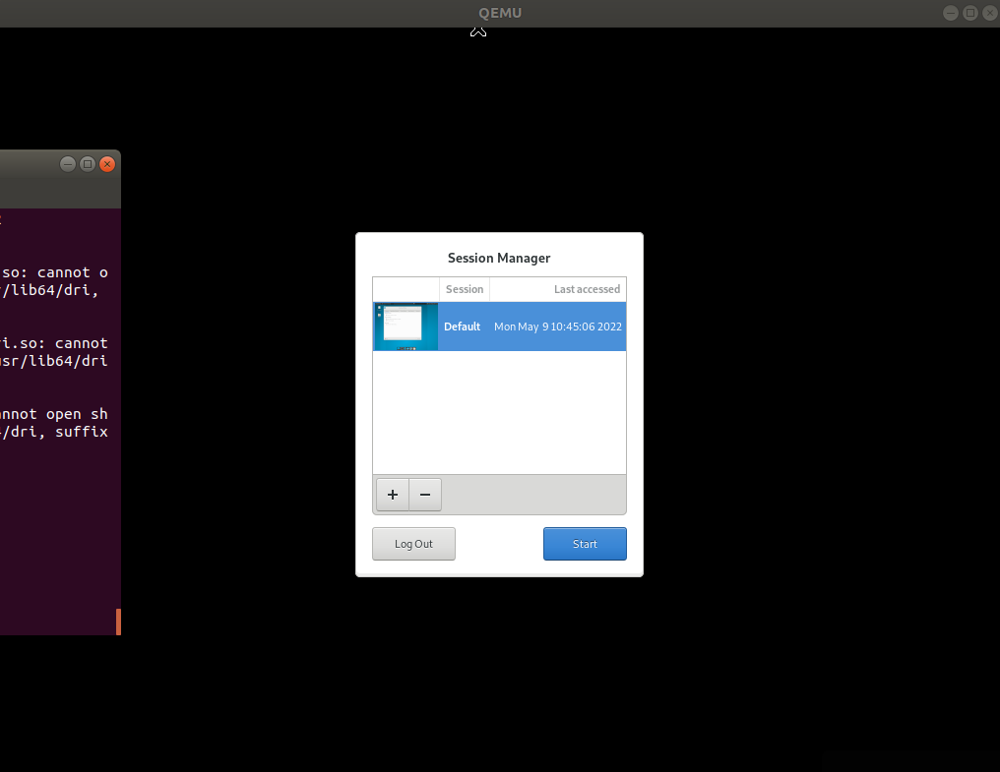 QEMU
so: cannot o
/lib64/dri,
i.so: cannot
sr/lib64/dri
nnot open sh
/dri, suffix
Session Manager
Session Last accessed
Default Mon May 9 10:45:06 2022
+ −
Log Out Start